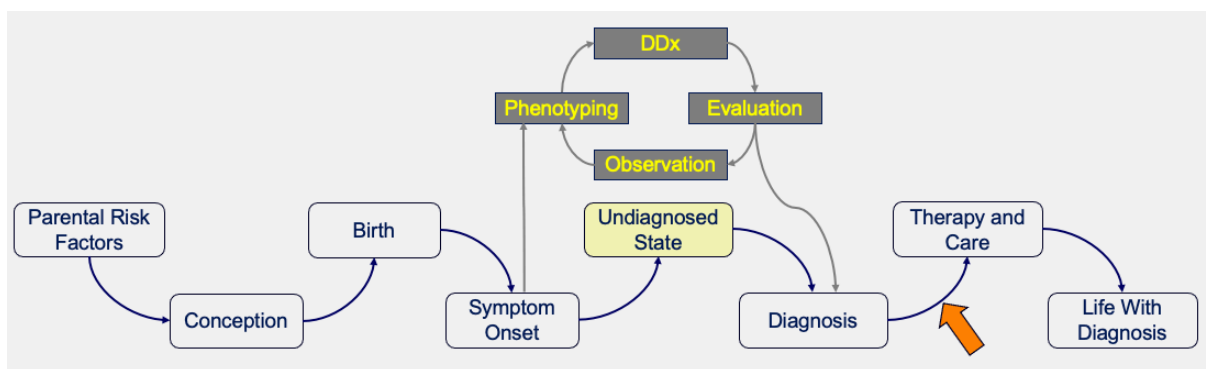 DDx
Phenotyping
Evaluation
Observation
Parental Risk
Factors
Birth
Undiagnosed
State
Therapy and
Care
Conception
Symptom
Onset
Diagnosis
Life With
Diagnosis